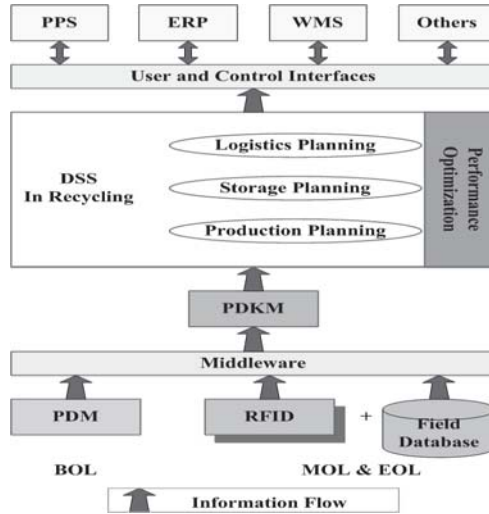 PPS ERP WMS Others
User and Control Interfaces
Logistics Planning
DSS
In Recycling
Storage Planning
Production Planning
Performance
Optimization
PDKM
Middleware
PDM RFID + Field
Database
BOL MOL & EOL
Information Flow